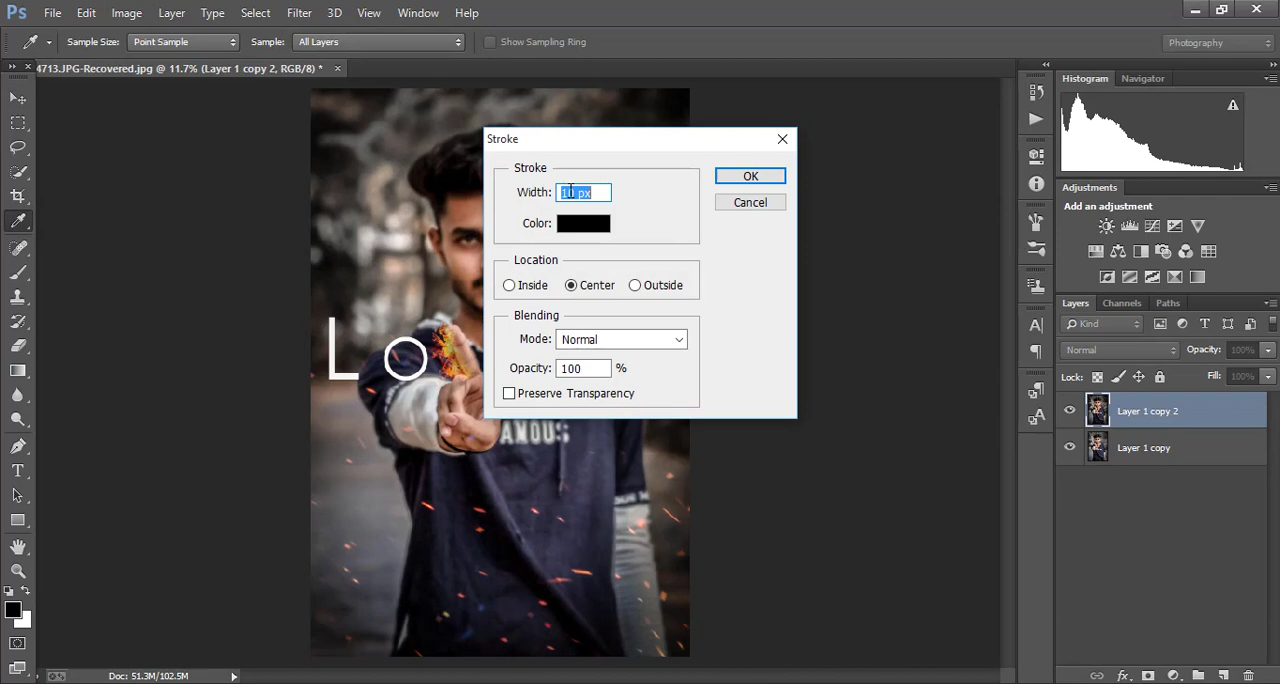 Ps File Edit Image Layer Type Select Filter 3D View Window Help
Sample Size: Point Sample Sample: All Layers Show Sampling Ring Photography
4713.JPG-Recovered.jpg @ 11.7% (Layer 1 copy 2, RGB/8) *
Histogram Navigator
Stroke
Stroke
Width: 10 px
OK
Color:
Cancel
Location
Inside Center Outside
Blending
Mode: Normal
Opacity: 100 %
Preserve Transparency
Adjustments
Add an adjustment
Layers Channels Paths
Kind
Normal Opacity: 100%
Lock: Fill: 100%
Layer 1 copy 2
Layer 1 copy
Lo
FAMOUS
Doc: 51.3M/102.5M